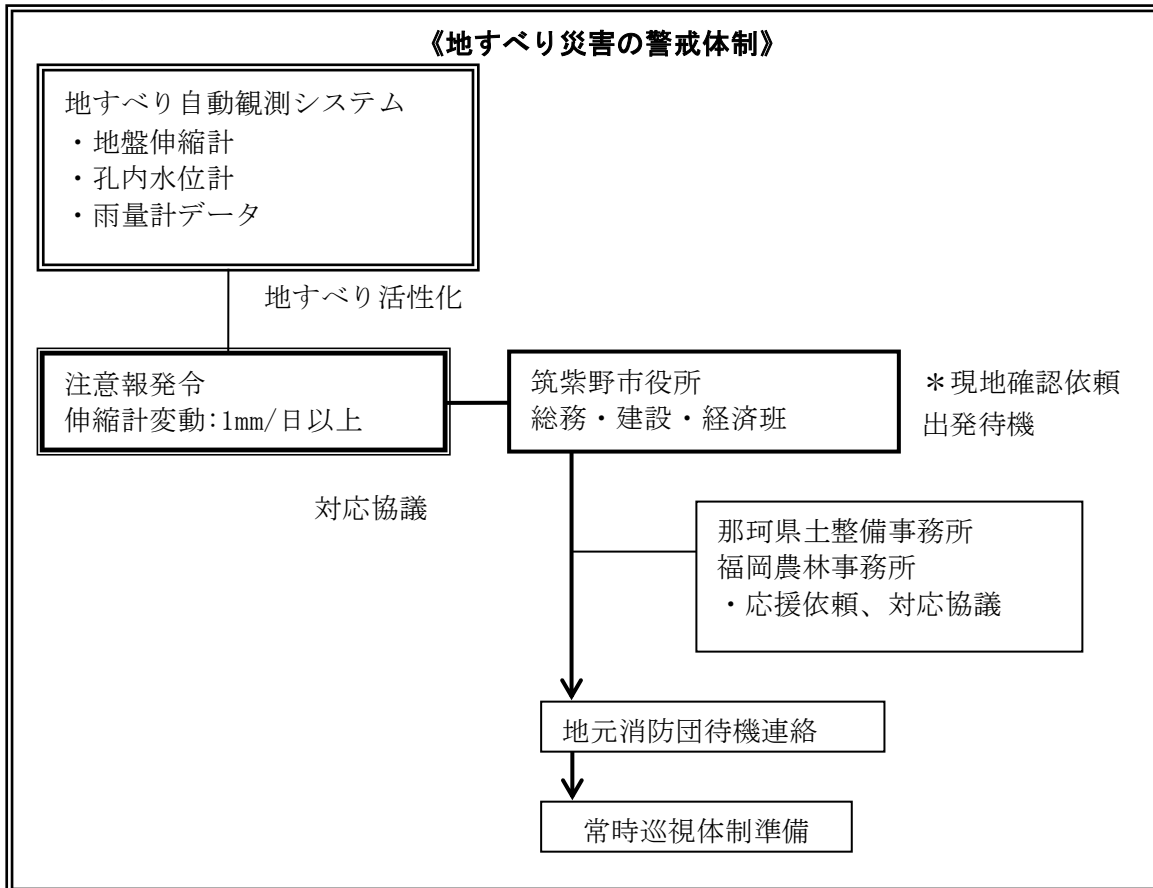 《地すべり災害の警戒体制》
地すべり自動観測システム
・地盤伸縮計
・孔内水位計
・雨量計データ
地すべり活性化
注意報発令
伸縮計変動:1mm/日以上
筑紫野市役所
総務・建設・経済班
＊現地確認依頼
出発待機
対応協議
那珂県土整備事務所
福岡農林事務所
・応援依頼、対応協議
地元消防団待機連絡
常時巡視体制準備